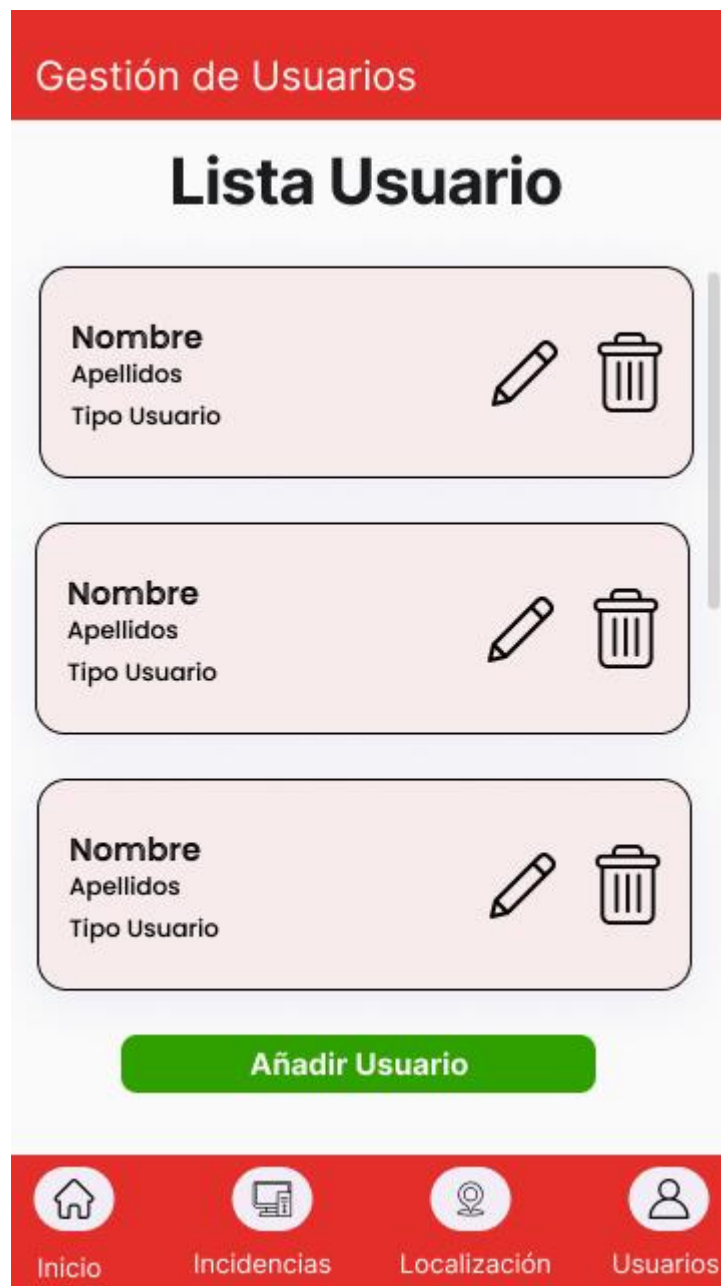 Gestión de Usuarios
Lista Usuario
Nombre
Apellidos
Tipo Usuario
Nombre
Apellidos
Tipo Usuario
Nombre
Apellidos
Tipo Usuario
Añadir Usuario
Inicio
Incidencias
Localización
Usuarios